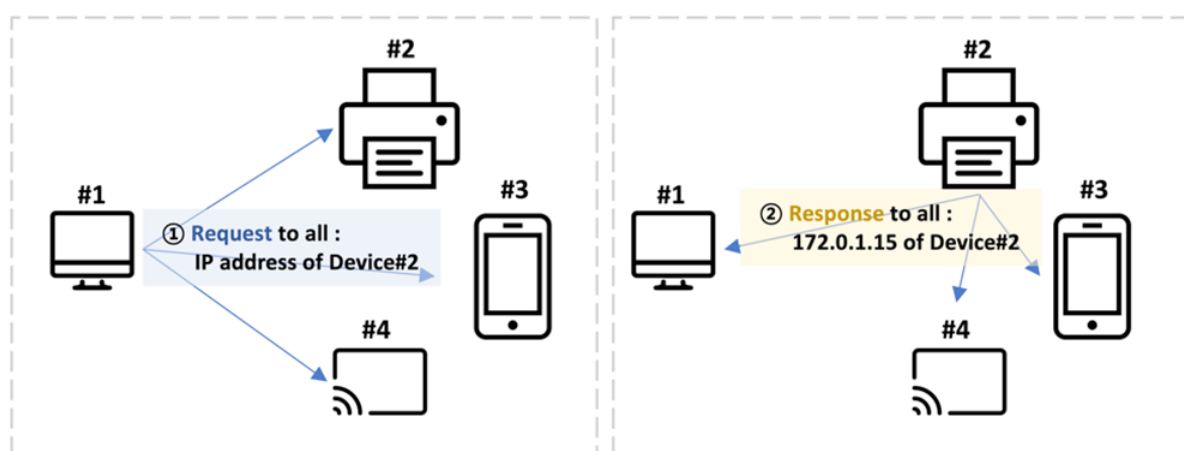 #2
#1
#3
① Request to all :
IP address of Device#2
#4
#2
#1
#3
② Response to all :
172.0.1.15 of Device#2
#4